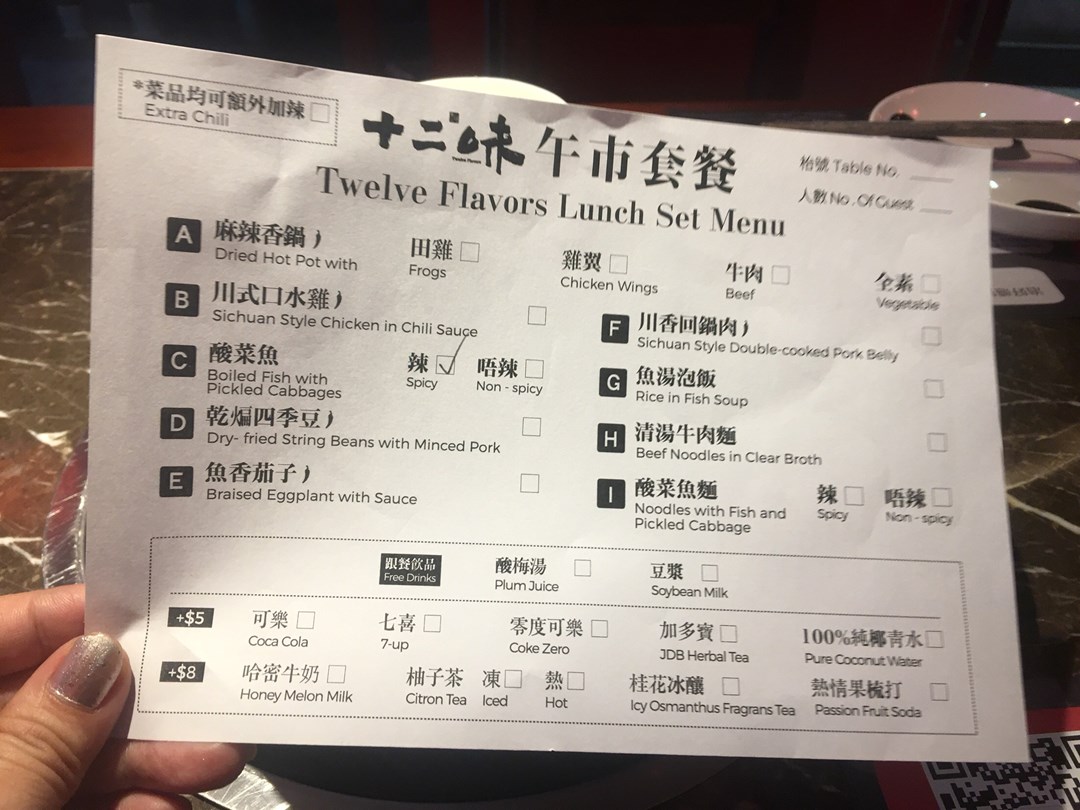 *菜品均可額外加辣
Extra Chili
十二味 午市套餐
Twelve Flavors
Twelve Flavors Lunch Set Menu
枱號 Table No. ____
人數 No. Of Guest ____
A 麻辣香鍋 田雞 雞翼 牛肉 全素
Dried Hot Pot with Frogs Chicken Wings Beef Vegetable
B 川式口水雞
Sichuan Style Chicken in Chili Sauce
C 酸菜魚 辣 唔辣
Boiled Fish with Spicy Non - spicy
Pickled Cabbages
D 乾煸四季豆
Dry- fried String Beans with Minced Pork
E 魚香茄子
Braised Eggplant with Sauce
F 川香回鍋肉
Sichuan Style Double-cooked Pork Belly
G 魚湯泡飯
Rice in Fish Soup
H 清湯牛肉麵
Beef Noodles in Clear Broth
I 酸菜魚麵 辣 唔辣
Noodles with Fish and Spicy Non - spicy
Pickled Cabbage
跟餐飲品 酸梅湯 豆漿
Free Drinks Plum Juice Soybean Milk
+$5 可樂 七喜 零度可樂 加多寶 100%純椰青水
Coca Cola 7-up Coke Zero JDB Herbal Tea Pure Coconut Water
+$8 哈密牛奶 柚子茶 凍 熱 桂花冰釀 熱情果梳打
Honey Melon Milk Citron Tea Iced Hot Icy Osmanthus Fragrans Tea Passion Fruit Soda